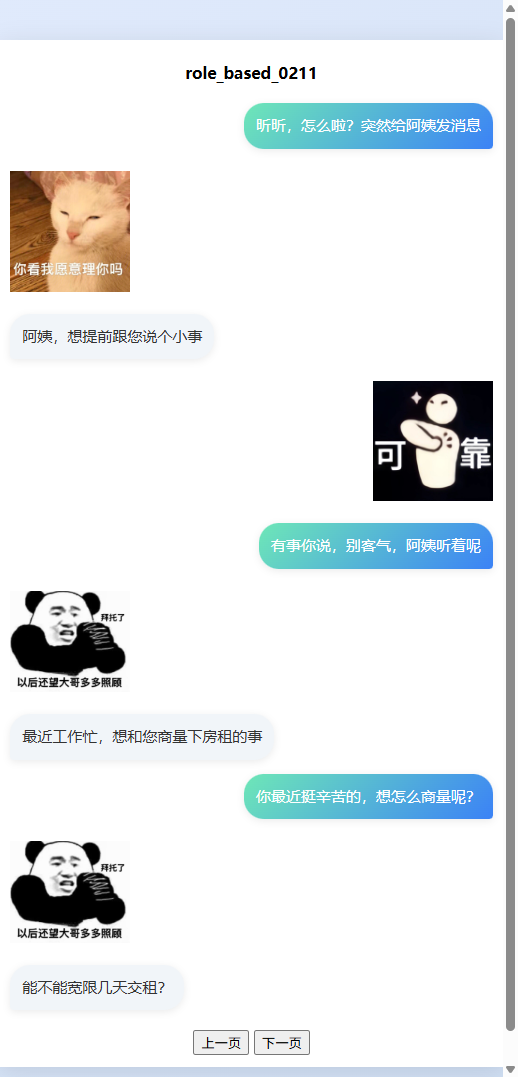 role_based_0211
昕昕，怎么啦？突然给阿姨发消息
你看我愿意理你吗
阿姨，想提前跟您说个小事
可靠
有事你说，别客气，阿姨听着呢
拜托了
以后还望大哥多多照顾
最近工作忙，想和您商量下房租的事
你最近挺辛苦的，想怎么商量呢？
拜托了
以后还望大哥多多照顾
能不能宽限几天交租？
上一页 下一页